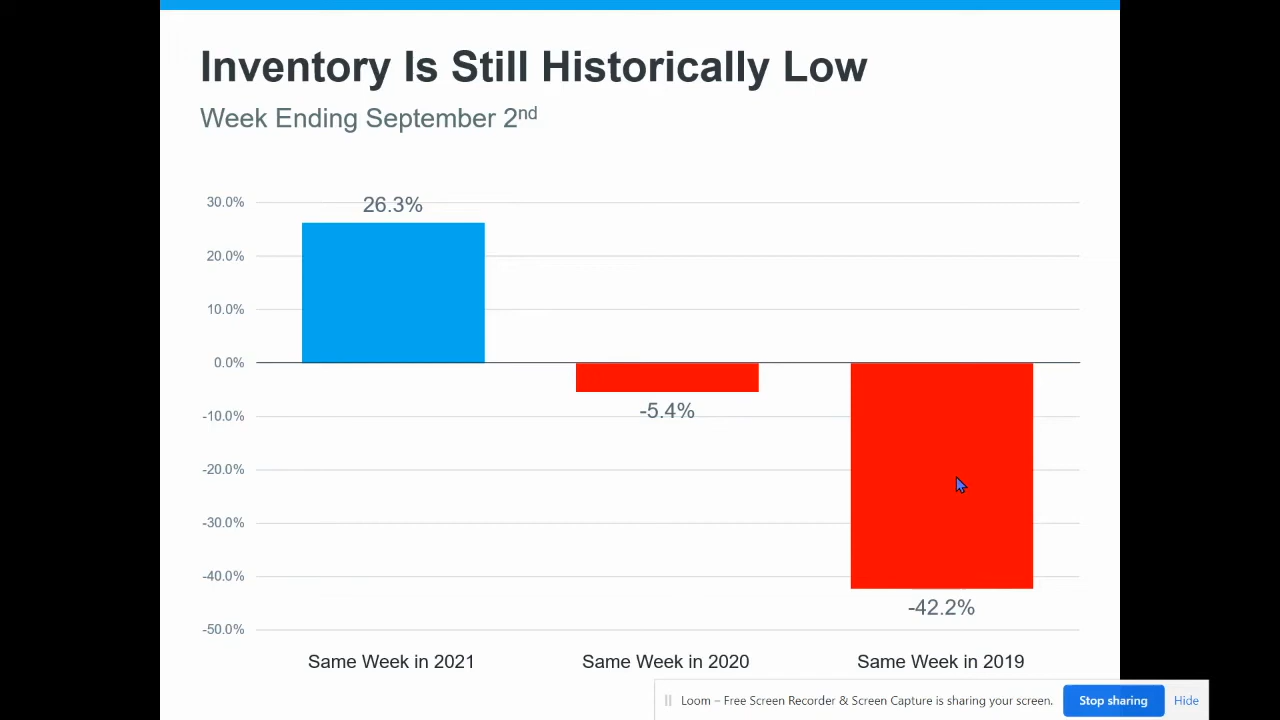 Inventory Is Still Historically Low
Week Ending September 2nd
30.0%
26.3%
20.0%
10.0%
0.0%
-5.4%
-10.0%
-20.0%
-30.0%
-40.0%
-42.2%
-50.0%
Same Week in 2021
Same Week in 2020
Same Week in 2019
Loom – Free Screen Recorder & Screen Capture is sharing your screen. Stop sharing Hide